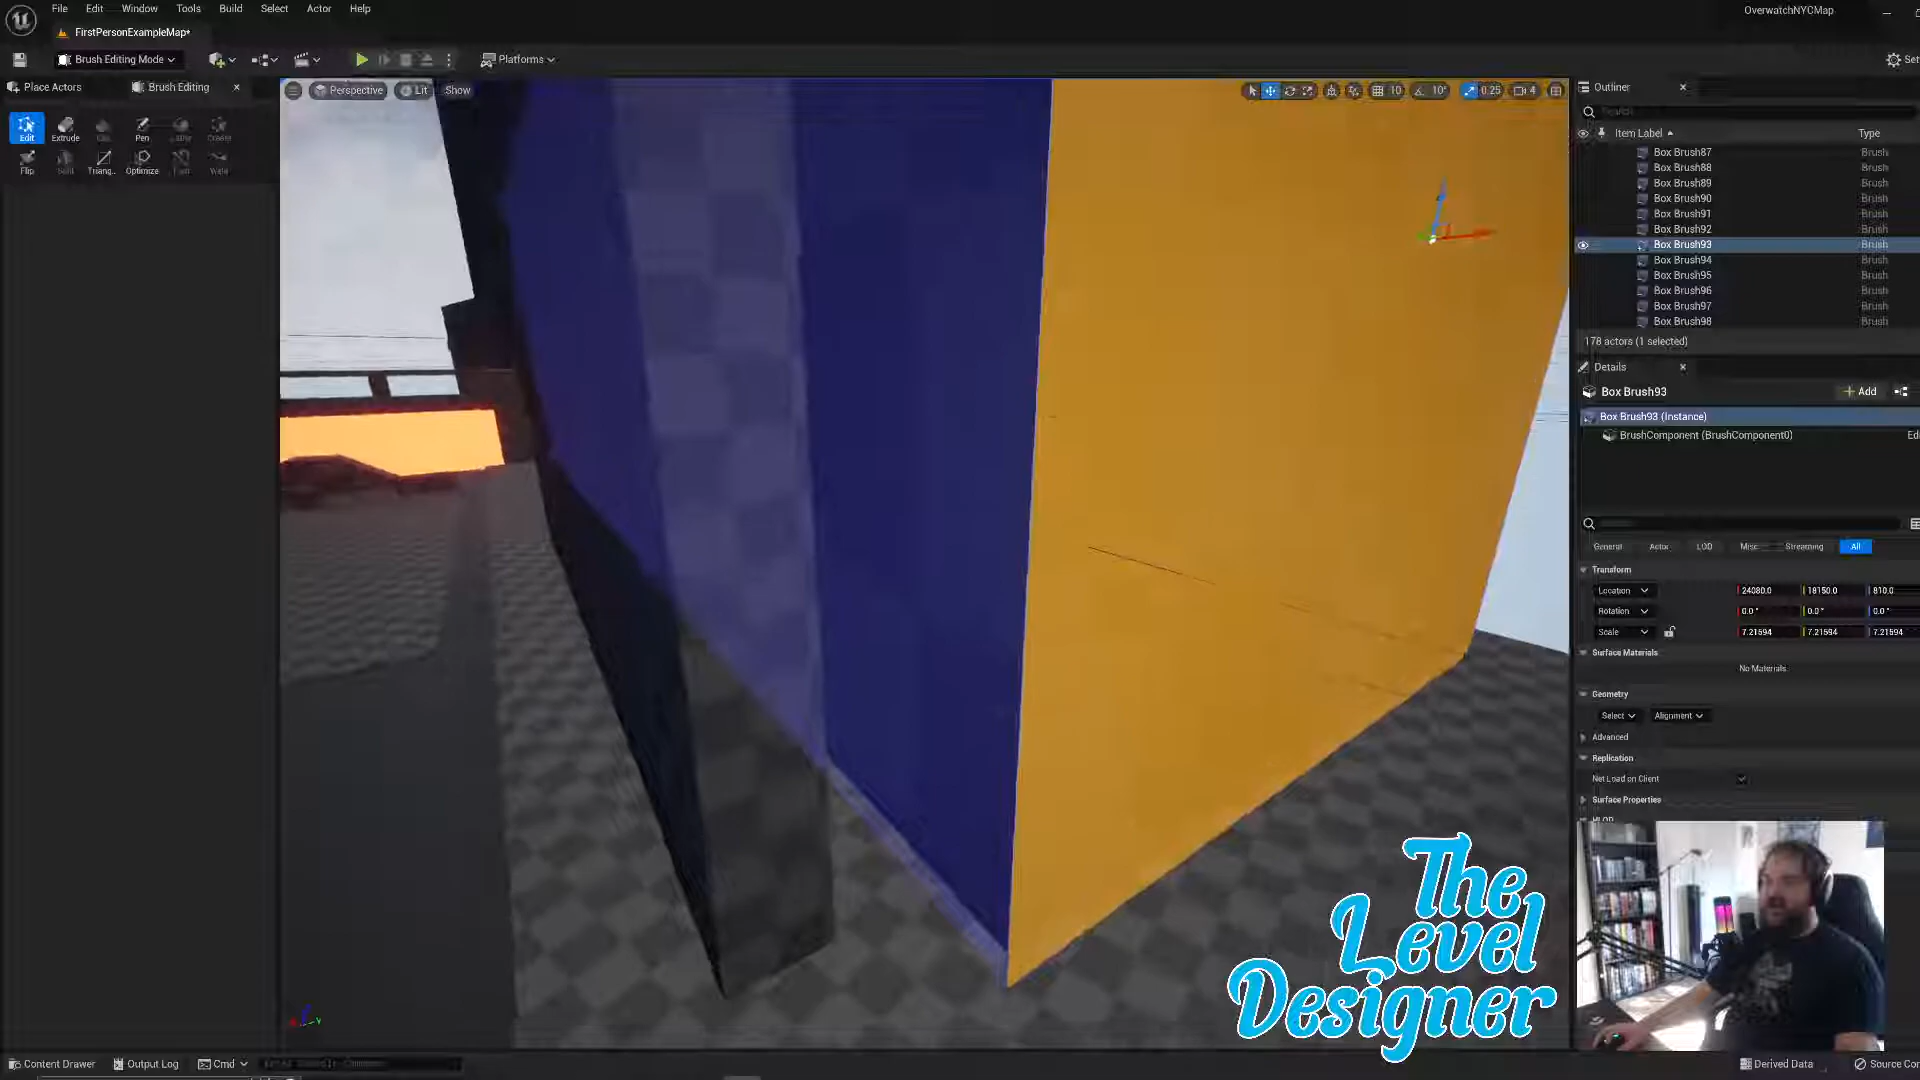 File Edit Window Tools Build Select Actor Help
OverwatchNYCMap
FirstPersonExampleMap*
Brush Editing Mode
Platforms
Place Actors
Brush Editing
Edit Extrude Pen
Flip Optimize
Perspective Lit Show
10 10° 0.25 4
Outliner
Item Label Type
Box Brush87 Brush
Box Brush88 Brush
Box Brush89 Brush
Box Brush90 Brush
Box Brush91 Brush
Box Brush92 Brush
Box Brush93 Brush
Box Brush94 Brush
Box Brush95 Brush
Box Brush96 Brush
Box Brush97 Brush
Box Brush98 Brush
178 actors (1 selected)
Details
Box Brush93
+ Add
Box Brush93 (Instance)
BrushComponent (BrushComponent0)
General Actor LOD Misc Streaming All
Transform
Location 24080.0 18150.0 810.0
Rotation 0.0° 0.0° 0.0°
Scale 7.21594 7.21594 7.21594
Surface Materials
No Materials
Geometry
Select Alignment
Advanced
Replication
Net Load on Client
Surface Properties
The
Level
Designer
Content Drawer Output Log Cmd
Derived Data